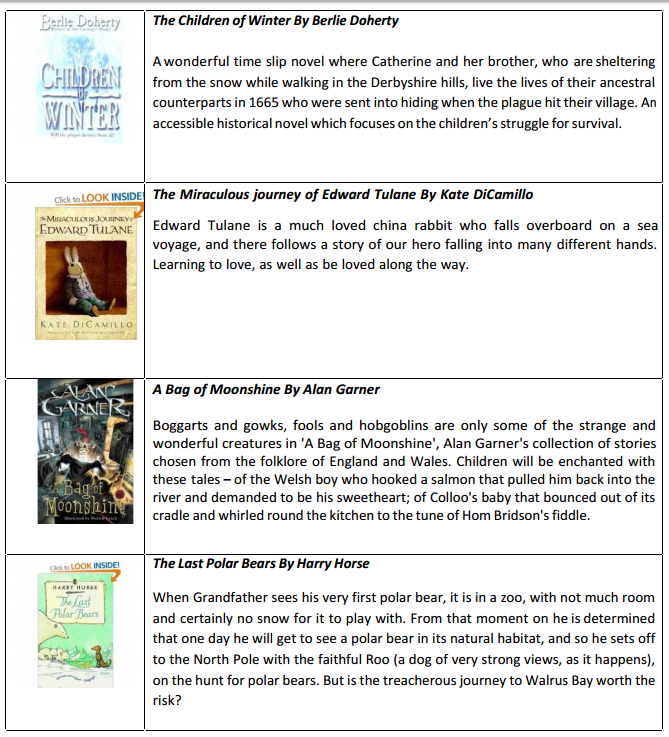 Berlie Doherty
CHILDREN
OF
WINTER
The Children of Winter By Berlie Doherty
A wonderful time slip novel where Catherine and her brother, who are sheltering
from the snow while walking in the Derbyshire hills, live the lives of their ancestral
counterparts in 1665 who were sent into hiding when the plague hit their village. An
accessible historical novel which focuses on the children's struggle for survival.
Click to LOOK INSIDE!
The MIRACULOUS JOURNEY of
EDWARD TULANE
KATE DICAMILLO
The Miraculous journey of Edward Tulane By Kate DiCamillo
Edward Tulane is a much loved china rabbit who falls overboard on a sea
voyage, and there follows a story of our hero falling into many different hands.
Learning to love, as well as be loved along the way.
ALAN
GARNER
A Bag of
Moonshine
A Bag of Moonshine By Alan Garner
Boggarts and gowks, fools and hobgoblins are only some of the strange and
wonderful creatures in 'A Bag of Moonshine', Alan Garner's collection of stories
chosen from the folklore of England and Wales. Children will be enchanted with
these tales – of the Welsh boy who hooked a salmon that pulled him back into the
river and demanded to be his sweetheart; of Colloo's baby that bounced out of its
cradle and whirled round the kitchen to the tune of Hom Bridson's fiddle.
Click to LOOK INSIDE!
HARRY HORSE
The Last
Polar Bears
The Last Polar Bears By Harry Horse
When Grandfather sees his very first polar bear, it is in a zoo, with not much room
and certainly no snow for it to play with. From that moment on he is determined
that one day he will get to see a polar bear in its natural habitat, and so he sets off
to the North Pole with the faithful Roo (a dog of very strong views, as it happens),
on the hunt for polar bears. But is the treacherous journey to Walrus Bay worth the
risk?